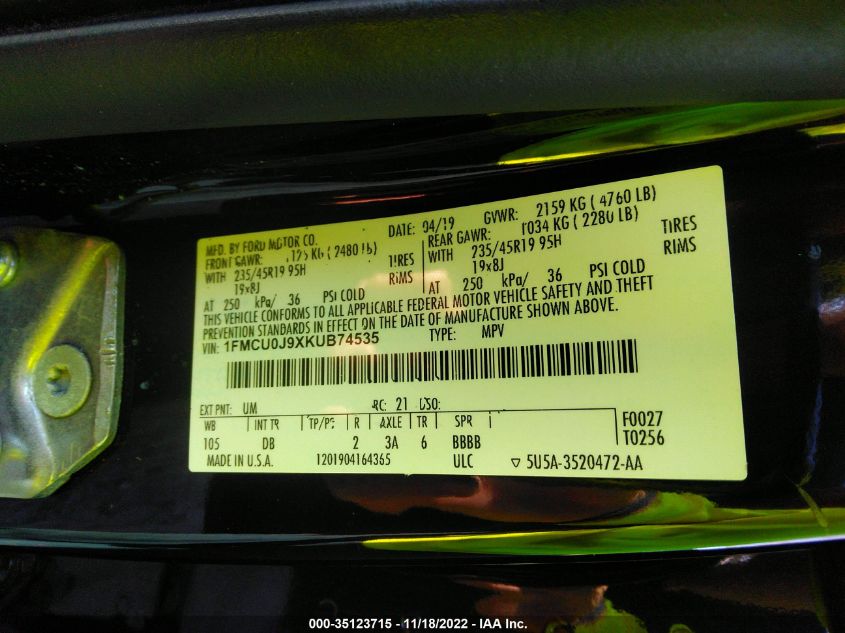 MFD. BY FORD MOTOR CO. DATE: 04/19 GVWR: 2159 KG ( 4760 LB)
FRONT GAWR: KG ( 2480 lb) REAR GAWR: 1034 KG ( 2280 LB)
WITH 235/45R19 95H TIRES WITH 235/45R19 95H TIRES
19x8J RIMS 19x8J RIMS
AT 250 kPa/ 36 PSI COLD AT 250 kPa/ 36 PSI COLD
THIS VEHICLE CONFORMS TO ALL APPLICABLE FEDERAL MOTOR VEHICLE SAFETY AND THEFT
PREVENTION STANDARDS IN EFFECT ON THE DATE OF MANUFACTURE SHOWN ABOVE.
VIN: 1FMCU0J9XKUB74535 TYPE: MPV
EXT PNT: UM RC: 21 DSO: F0027
WB INT TR TP/PS R AXLE TR SPR T0256
105 DB 2 3A 6 BBBB
MADE IN U.S.A. 1201904164365 ULC ▽ 5U5A-3520472-AA
000-35123715 - 11/18/2022 - IAA Inc.